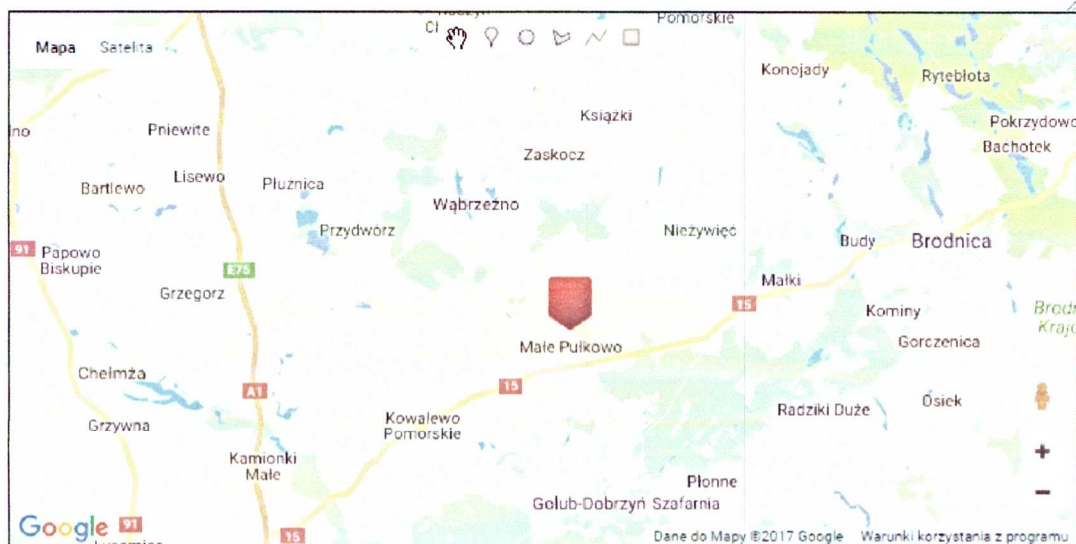 Pomorskie
Mapa Satelita
Konojady
Rytebłota
Książki
Pokrzydowo
Bachotek
Pniewite
Zaskocz
Lisewo
Płużnica
Bartlewo
Wąbrzeźno
Przydwórz
Nieżywięć
Budy
Brodnica
91
Papowo
Biskupie
E75
Małki
Grzegorz
15
Kominy
Małe Pułkowo
Gorczenica
Chełmża
A1
15
Osiek
Radziki Duże
Grzywna
Kowalewo
Pomorskie
Kamionki
Małe
Płonne
Golub-Dobrzyń Szafarnia
Google
91
15
Dane do Mapy ©2017 Google Warunki korzystania z programu